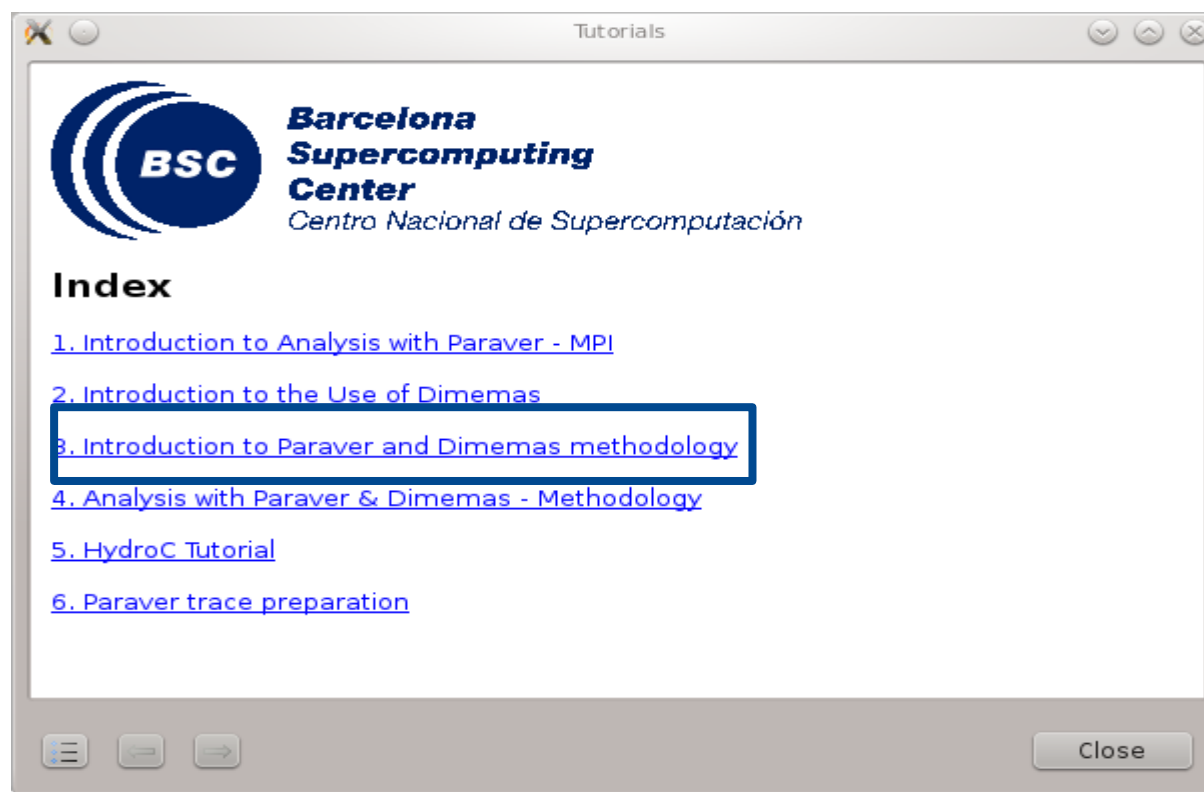 Tutorials
BSC
Barcelona
Supercomputing
Center
Centro Nacional de Supercomputación
Index
1. Introduction to Analysis with Paraver - MPI
2. Introduction to the Use of Dimemas
3. Introduction to Paraver and Dimemas methodology
4. Analysis with Paraver & Dimemas - Methodology
5. HydroC Tutorial
6. Paraver trace preparation
Close